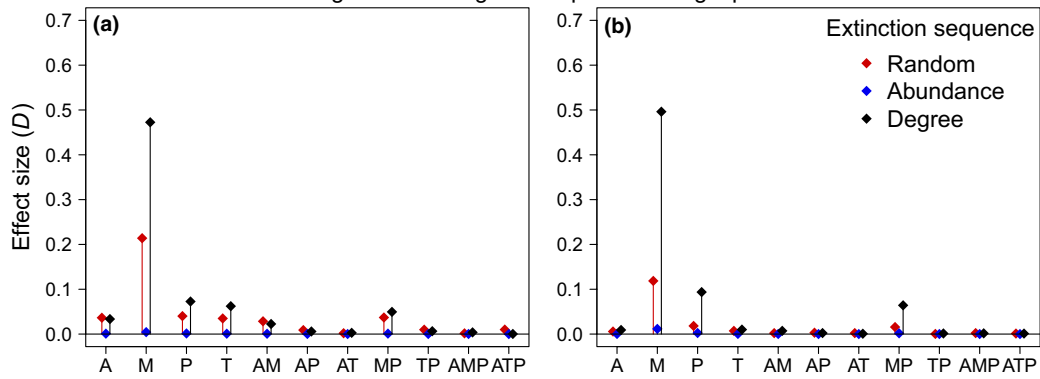 (a)
Effect size (D)
0.7
0.6
0.5
0.4
0.3
0.2
0.1
0.0
A M P T AM AP AT MP TP AMP ATP
(b)
Extinction sequence
Random
Abundance
Degree
0.7
0.6
0.5
0.4
0.3
0.2
0.1
0.0
A M P T AM AP AT MP TP AMP ATP